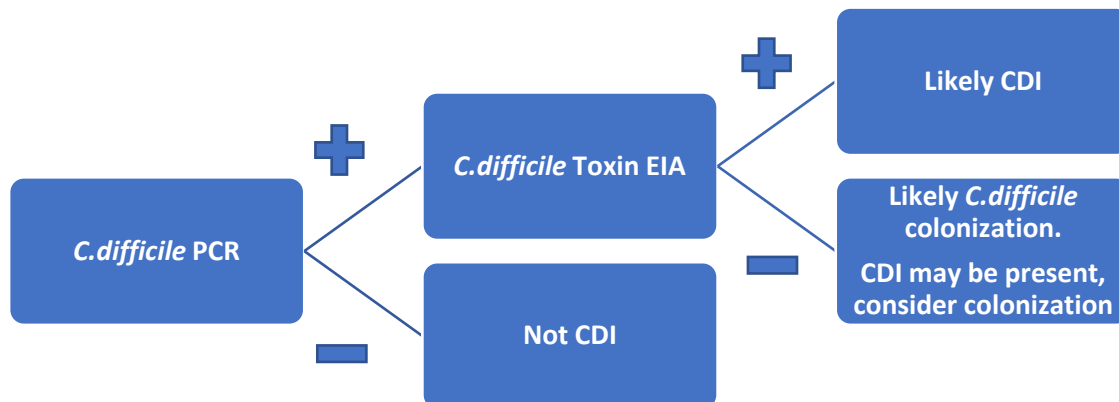 C.difficile PCR
C.difficile Toxin EIA
Not CDI
Likely CDI
Likely C.difficile
colonization.
CDI may be present,
consider colonization